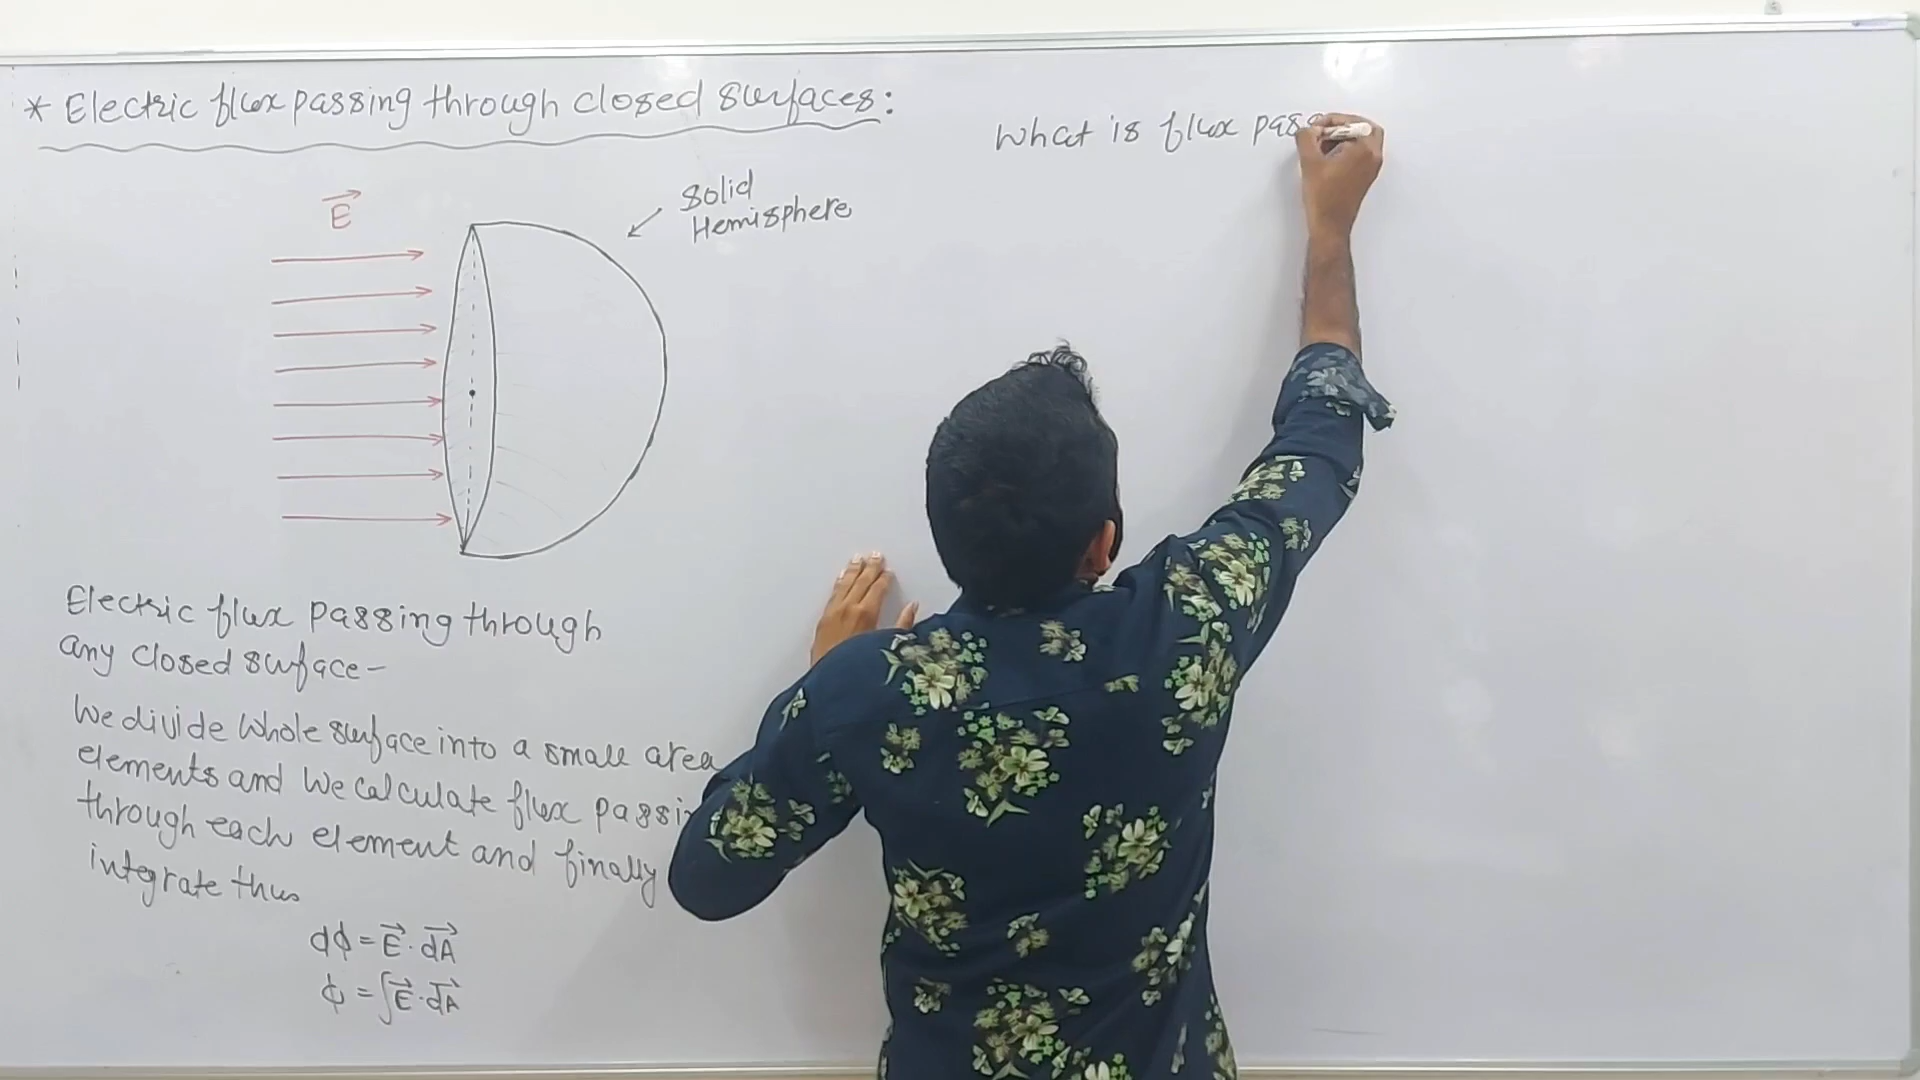 * Electric flux passing through closed surfaces:
E
Solid
Hemisphere
Electric flux passing through
any closed surface-
We divide whole surface into a small area
elements and we calculate flux passi
through each element and finally
integrate thus
dϕ = E⃗ · dA⃗
ϕ = ∫E⃗ · dA⃗
What is flux pass